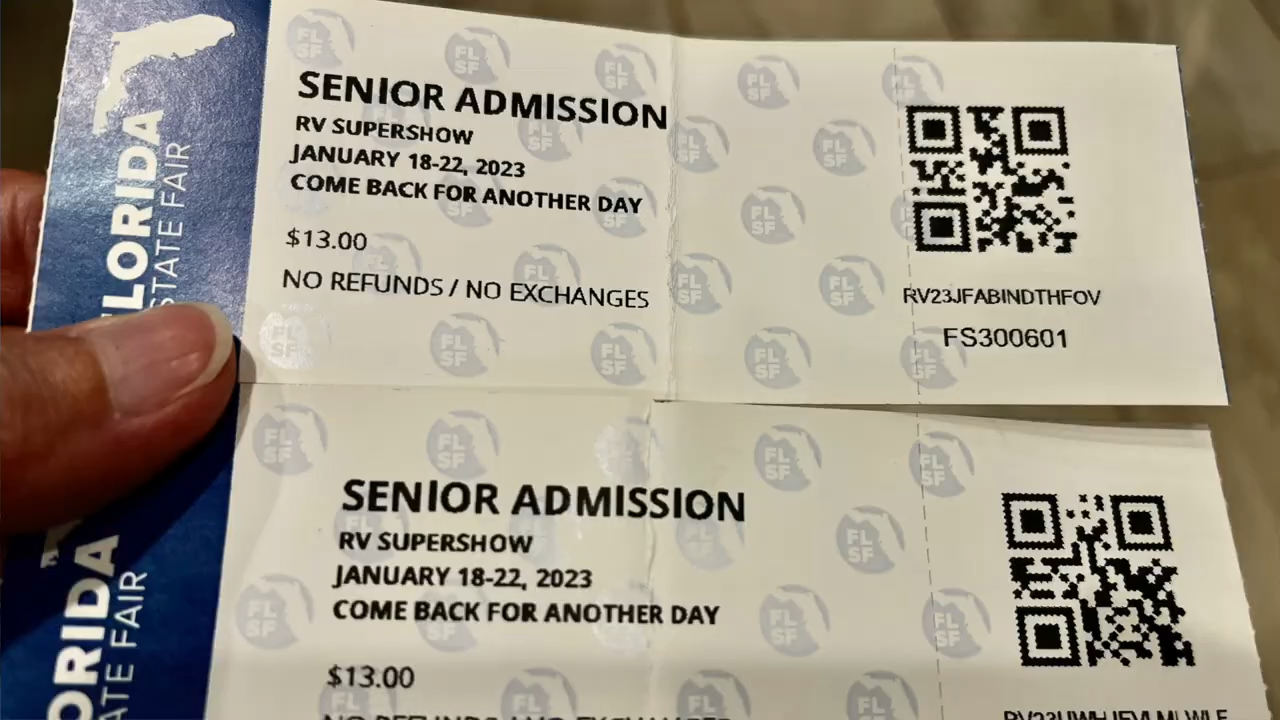 FLORIDA
STATE FAIR
SENIOR ADMISSION
RV SUPERSHOW
JANUARY 18-22, 2023
COME BACK FOR ANOTHER DAY
$13.00
NO REFUNDS / NO EXCHANGES
RV23JFABINDTHFOV
FS300601
FL
SF
ORIDA
ATE FAIR
SENIOR ADMISSION
RV SUPERSHOW
JANUARY 18-22, 2023
COME BACK FOR ANOTHER DAY
$13.00